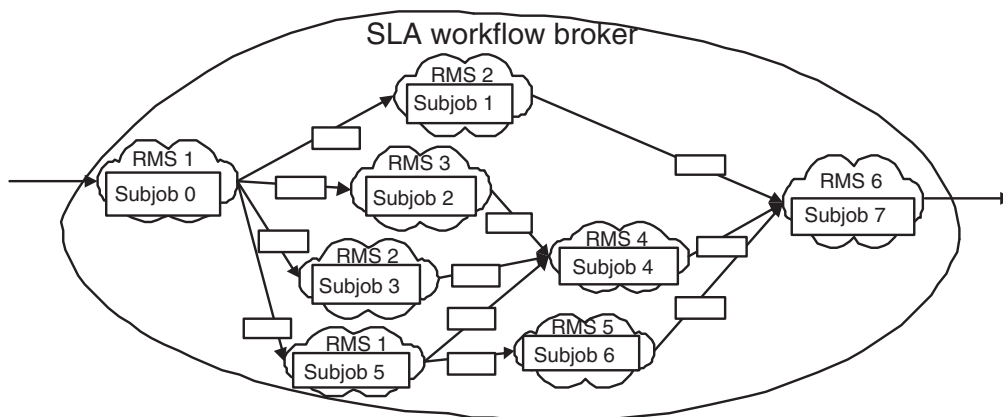 SLA workflow broker
RMS 2
Subjob 1
RMS 1
Subjob 0
RMS 3
Subjob 2
RMS 6
Subjob 7
RMS 4
Subjob 4
RMS 2
Subjob 3
RMS 5
Subjob 6
RMS 1
Subjob 5